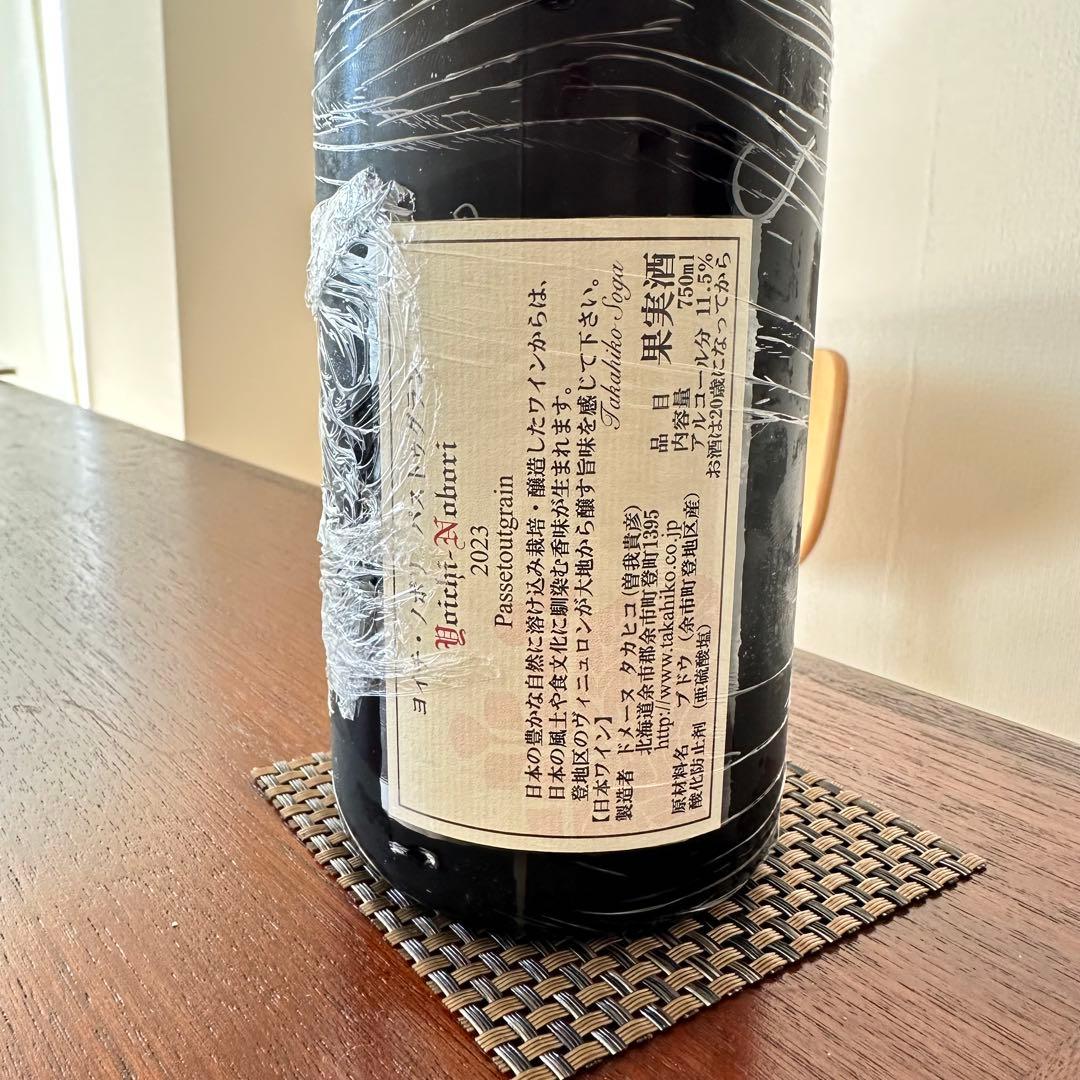 ヨイチ・ノボリ パストゥグラン
Yoichi-Nobori
2023
Passetoutgrain
日本の豊かな自然に溶け込み栽培・醸造したワインからは、
日本の風土や食文化に馴染む香味が生まれます。
登地区のヴィニュロンが大地から醸す旨味を感じて下さい。
【日本ワイン】
Takahiko Soga
製造者 ドメーヌ タカヒコ (曽我貴彦)
北海道余市郡余市町登町1395
http://www.takahiko.co.jp
原材料名 ブドウ (余市町登地区産)
酸化防止剤 (亜硫酸塩)
品目 果実酒
内容量 750ml
アルコール分 11.5%
お酒は20歳になってから